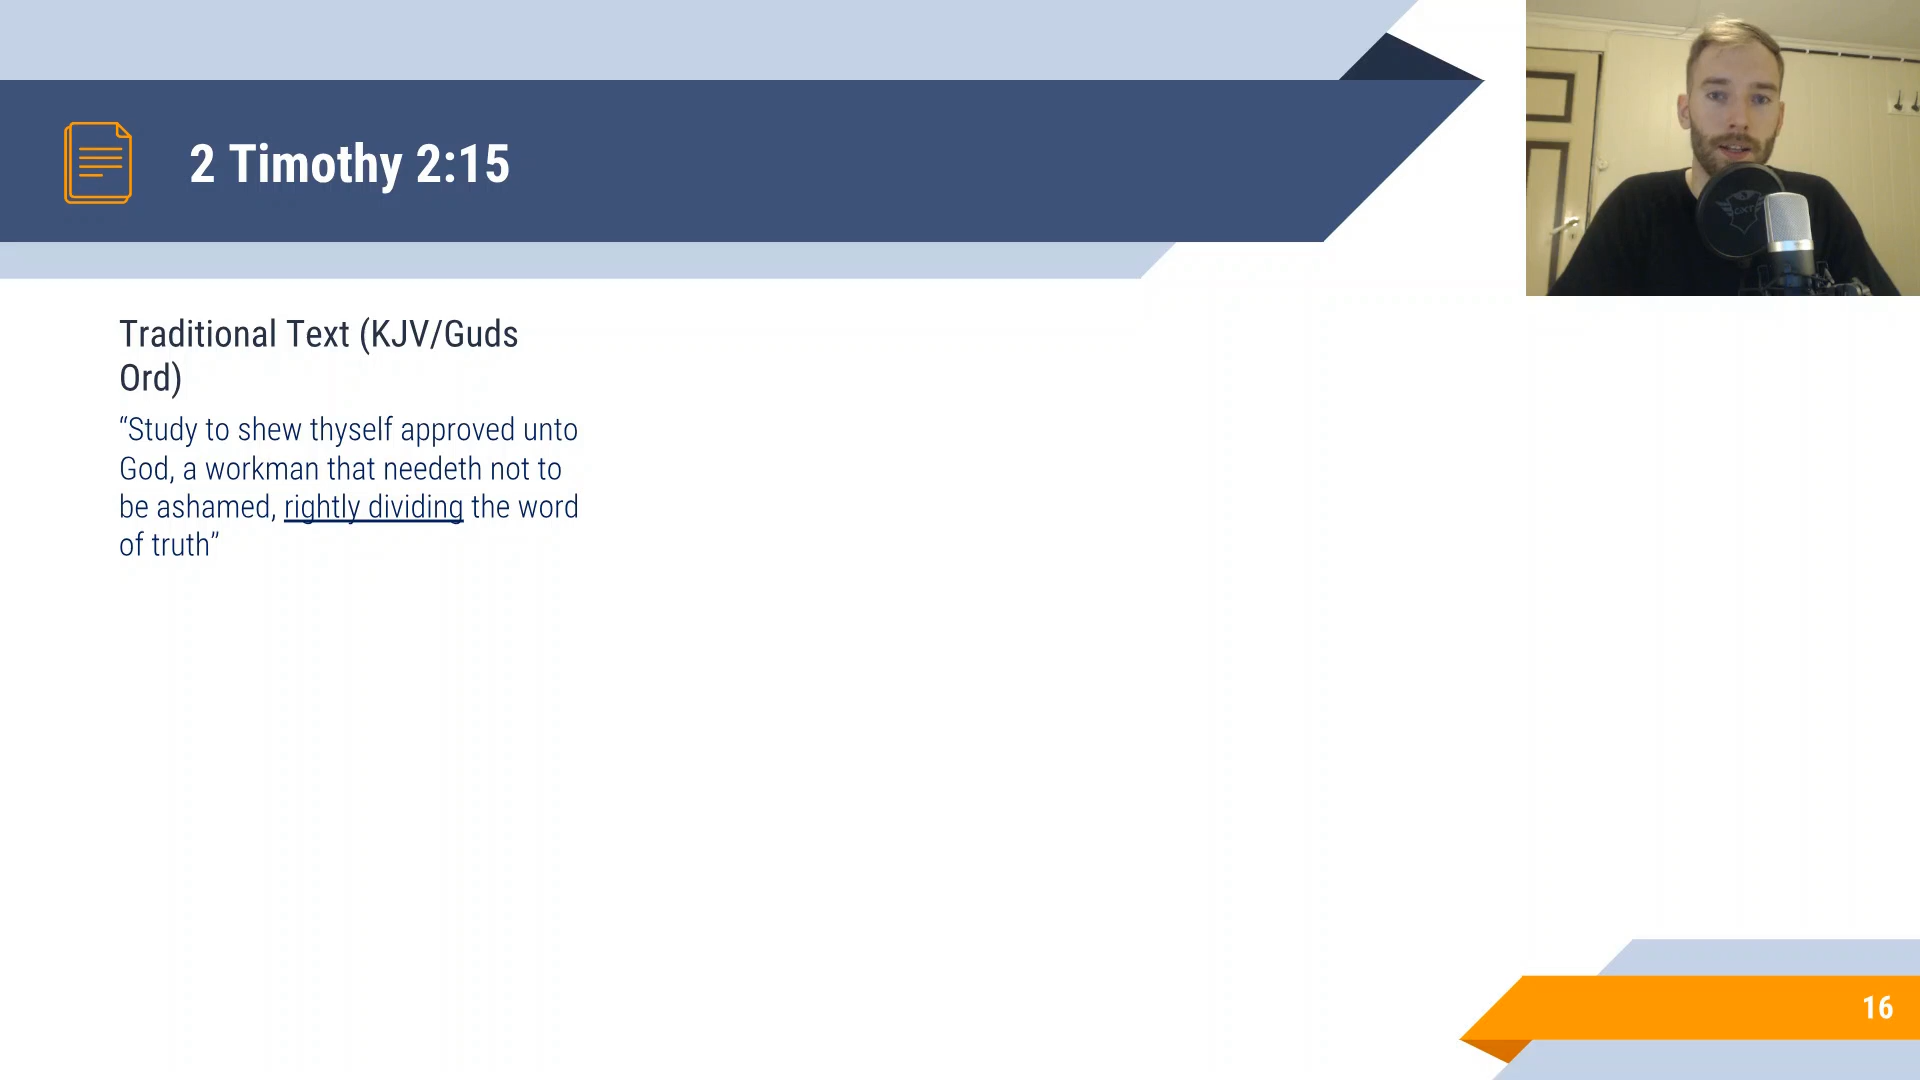 2 Timothy 2:15
Traditional Text (KJV/Guds
Ord)
“Study to shew thyself approved unto
God, a workman that needeth not to
be ashamed, rightly dividing the word
of truth”
16